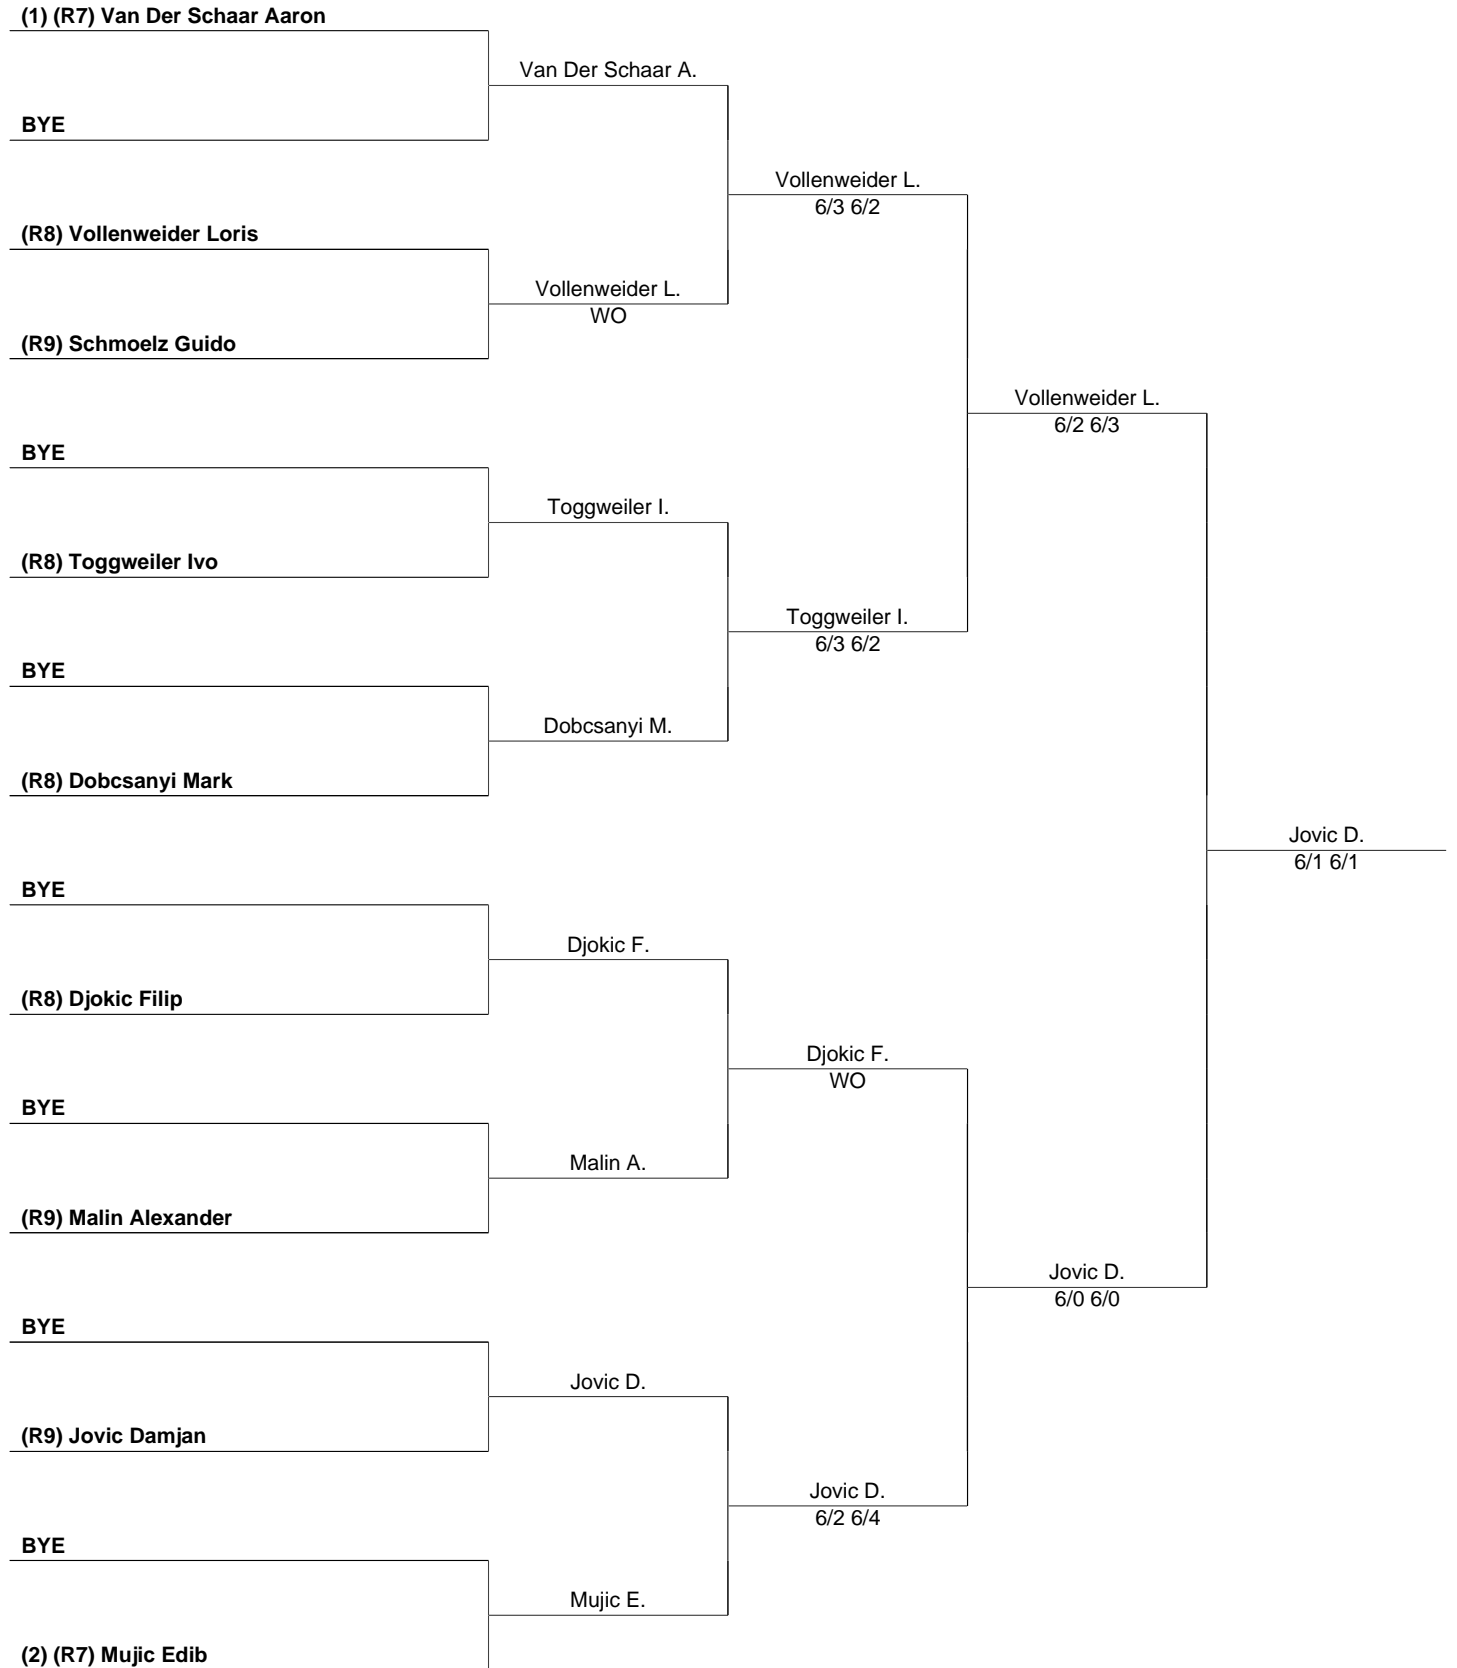 (1) (R7) Van Der Schaar Aaron
Van Der Schaar A.
BYE
Vollenweider L.
6/3 6/2
(R8) Vollenweider Loris
Vollenweider L.
WO
(R9) Schmoelz Guido
Vollenweider L.
6/2 6/3
BYE
Toggweiler I.
(R8) Toggweiler Ivo
Toggweiler I.
6/3 6/2
BYE
Dobcsanyi M.
(R8) Dobcsanyi Mark
Jovic D.
6/1 6/1
BYE
Djokic F.
(R8) Djokic Filip
Djokic F.
WO
BYE
Malin A.
(R9) Malin Alexander
Jovic D.
6/0 6/0
BYE
Jovic D.
(R9) Jovic Damjan
Jovic D.
6/2 6/4
BYE
Mujic E.
(2) (R7) Mujic Edib